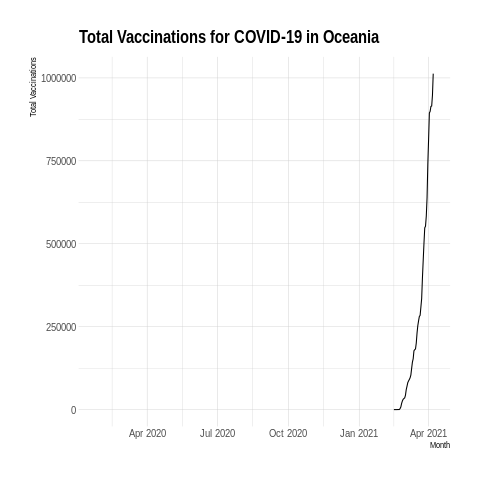 Total Vaccinations for COVID-19 in Oceania
Total Vaccinations
1000000
750000
500000
250000
0
Apr 2020 Jul 2020 Oct 2020 Jan 2021 Apr 2021
Month